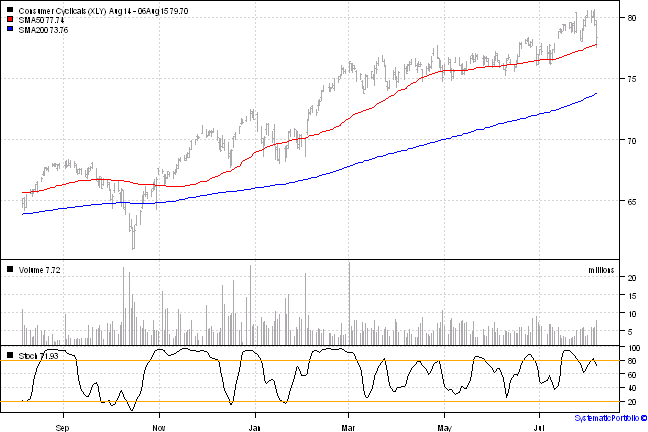 Consumer Cyclicals (XLY) Aug 14 - 06Aug15 79.70
SMA50 77.74
SMA200 73.76
80
75
70
65
Volume 7.72
millions
20
15
10
5
Stoch 71.93
100
80
60
40
20
Sep
Nov
Jan
Mar
May
Jul
SystematicPortfolio ©